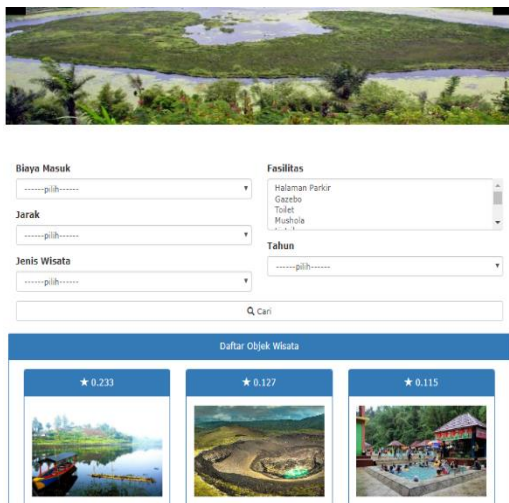 Biaya Masuk
------pilih------
Jarak
------pilih------
Jenis Wisata
------pilih------
Fasilitas
Halaman Parkir
Gazebo
Toilet
Mushola
Tahun
------pilih------
Cari
Daftar Objek Wisata
★ 0.233
★ 0.127
★ 0.115